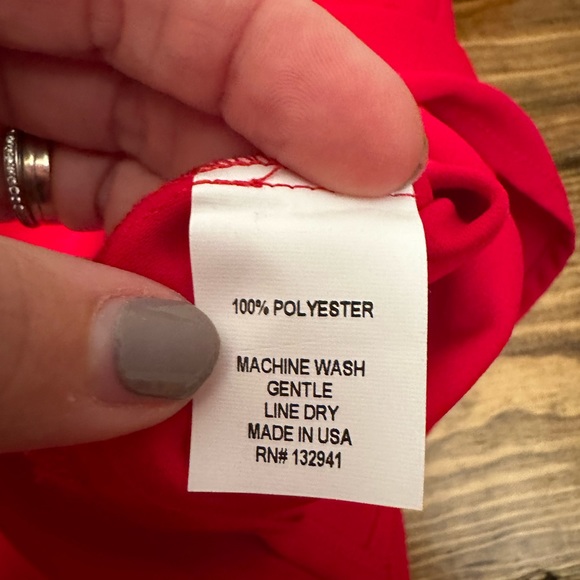 100% POLYESTER
MACHINE WASH
GENTLE
LINE DRY
MADE IN USA
RN# 132941